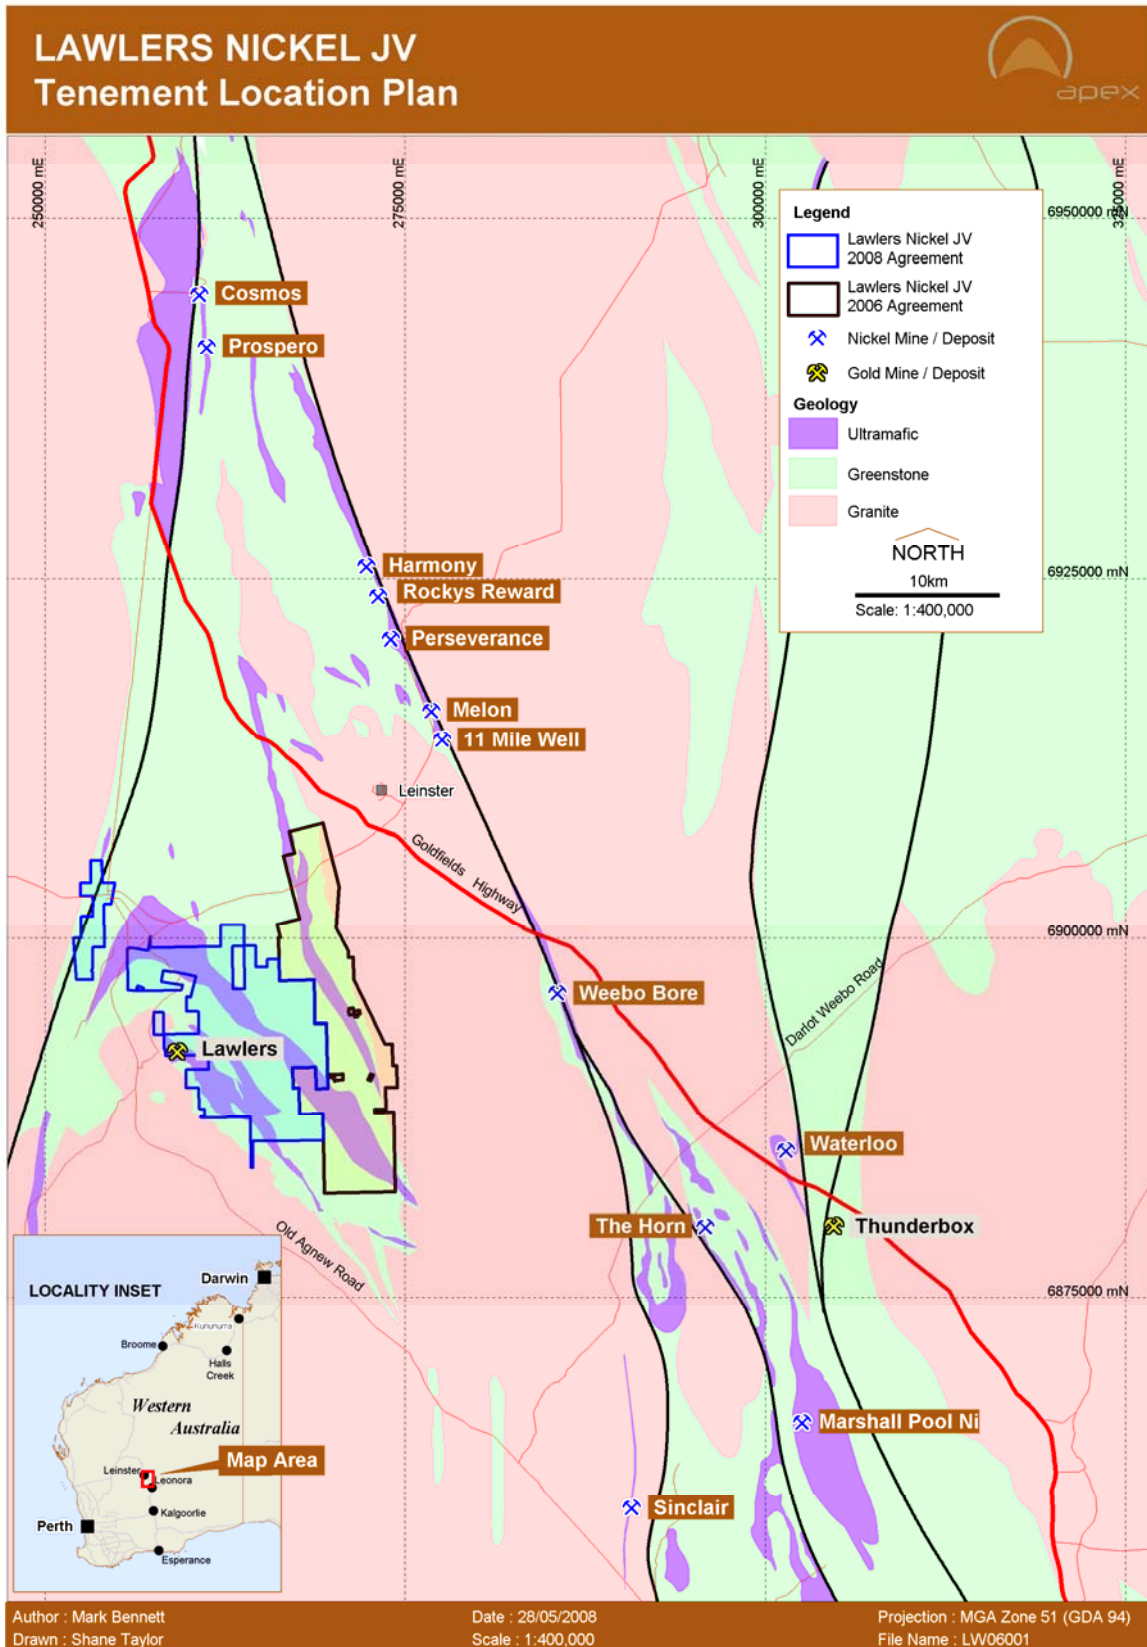 LAWLERS NICKEL JV
Tenement Location Plan
apex
250000 mE
275000 mE
300000 mE
325000 mE
6950000 mN
6925000 mN
6900000 mN
6875000 mN
Legend
Lawlers Nickel JV
2008 Agreement
Lawlers Nickel JV
2006 Agreement
Nickel Mine / Deposit
Gold Mine / Deposit
Geology
Ultramafic
Greenstone
Granite
NORTH
10km
Scale: 1:400,000
Cosmos
Prospero
Harmony
Rockys Reward
Perseverance
Melon
11 Mile Well
Leinster
Goldfields Highway
Weebo Bore
Darlot Weebo Road
Lawlers
Waterloo
The Horn
Thunderbox
Old Agnew Road
Marshall Pool Ni
Sinclair
LOCALITY INSET
Darwin
Kununurra
Broome
Halls
Creek
Western
Australia
Map Area
Leinster
Leonora
Kalgoorlie
Perth
Esperance
Author : Mark Bennett
Date : 28/05/2008
Projection : MGA Zone 51 (GDA 94)
Drawn : Shane Taylor
Scale : 1:400,000
File Name : LW06001